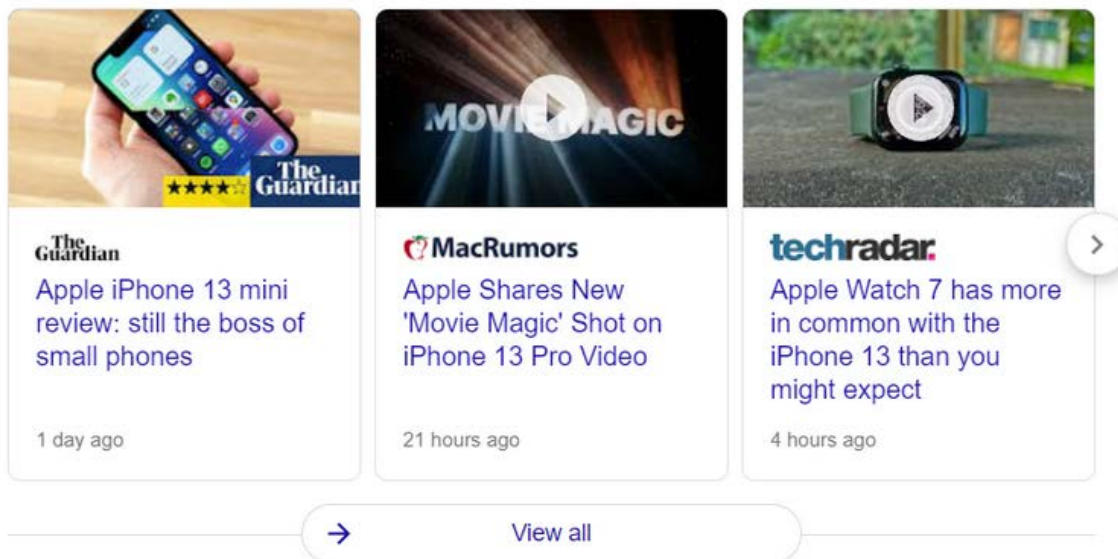 The
Guardian
The
Guardian
Apple iPhone 13 mini
review: still the boss of
small phones
1 day ago
MOVIE MAGIC
MacRumors
Apple Shares New
'Movie Magic' Shot on
iPhone 13 Pro Video
21 hours ago
techradar.
Apple Watch 7 has more
in common with the
iPhone 13 than you
might expect
4 hours ago
View all